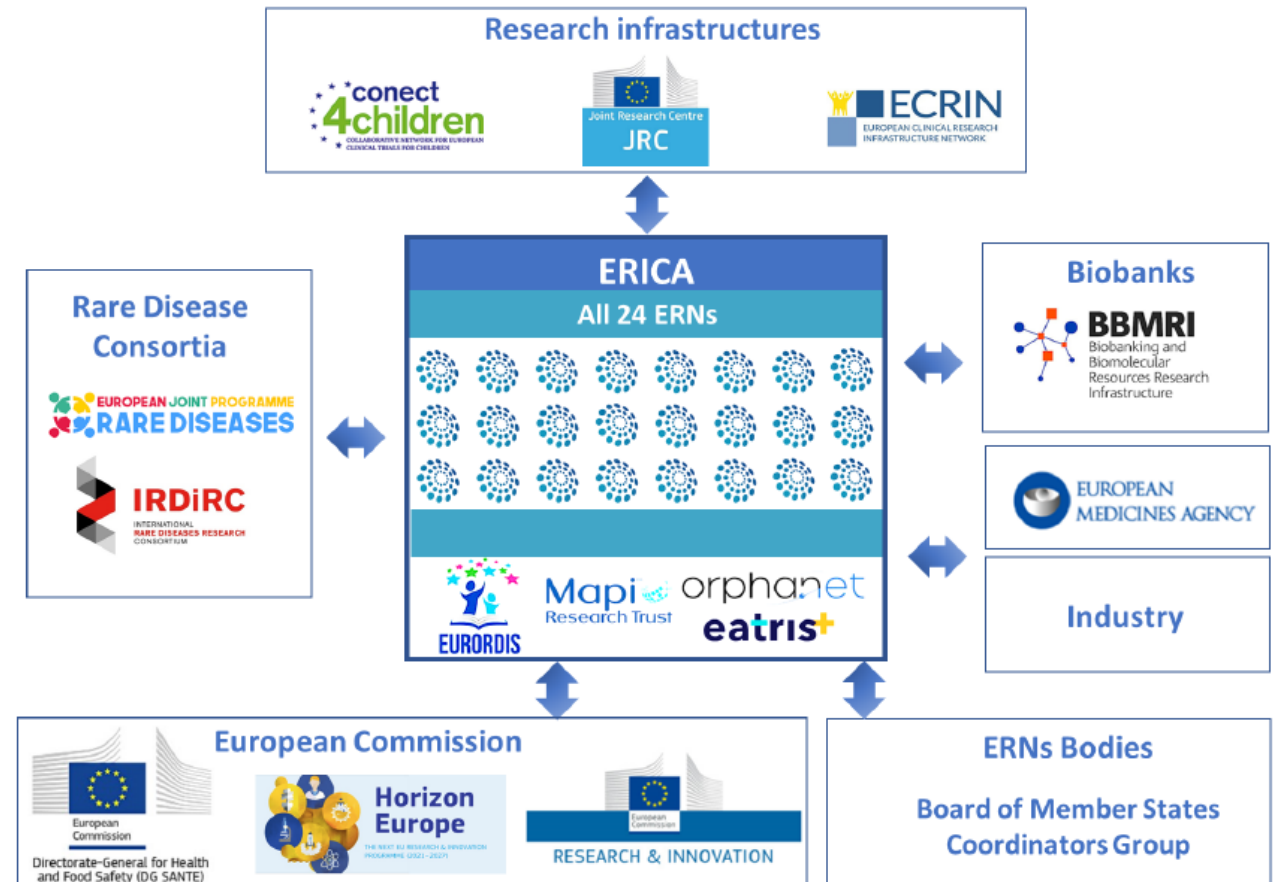 Research infrastructures
conect
4children
COLLABORATIVE NETWORK FOR EUROPEAN
CLINICAL TRIALS FOR CHILDREN
Joint Research Centre
JRC
ECRIN
EUROPEAN CLINICAL RESEARCH
INFRASTRUCTURE NETWORK
Rare Disease
Consortia
EUROPEAN JOINT PROGRAMME
RARE DISEASES
IRDiRC
INTERNATIONAL
RARE DISEASES RESEARCH
CONSORTIUM
ERICA
All 24 ERNs
EURORDIS
Mapi
Research Trust
orphanet
eatris
Biobanks
BBMRI
Biobanking and
Biomolecular
Resources Research
Infrastructure
EUROPEAN
MEDICINES AGENCY
Industry
European Commission
European
Commission
Directorate-General for Health
and Food Safety (DG SANTE)
Horizon
Europe
THE NEXT EU RESEARCH & INNOVATION
PROGRAMME (2021 – 2027)
European
Commission
RESEARCH & INNOVATION
ERNs Bodies
Board of Member States
Coordinators Group